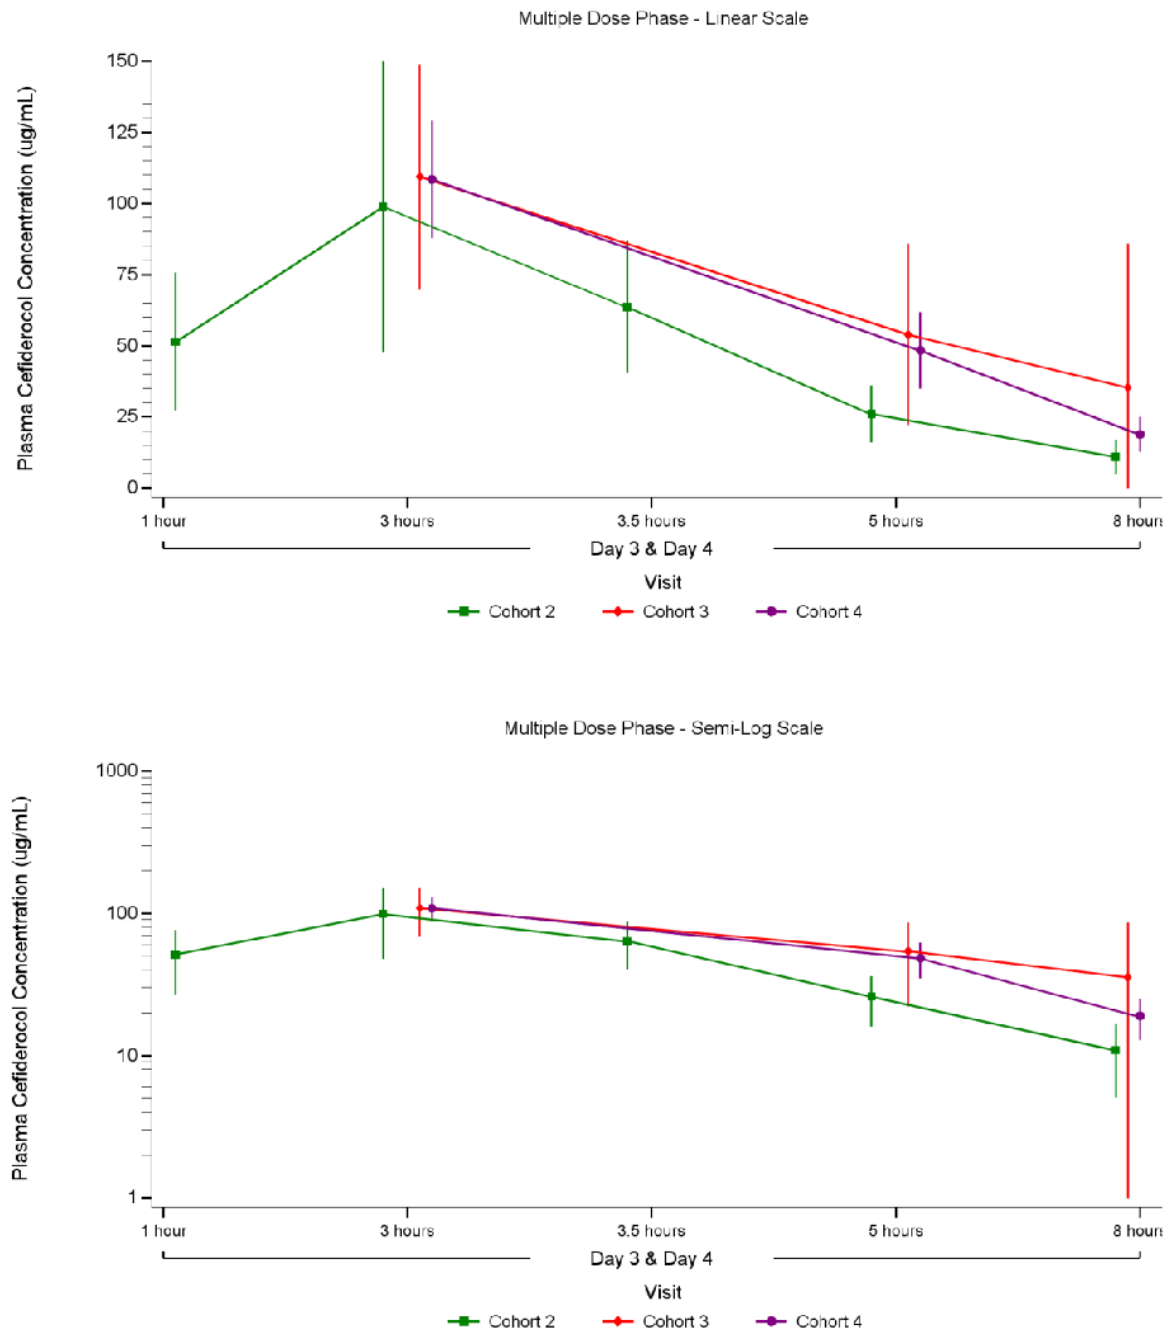 Multiple Dose Phase - Linear Scale
Plasma Cefiderocol Concentration (ug/mL)
150
125
100
75
50
25
0
1 hour 3 hours 3.5 hours 5 hours 8 hours
Day 3 & Day 4
Visit
Cohort 2 Cohort 3 Cohort 4
Multiple Dose Phase - Semi-Log Scale
Plasma Cefiderocol Concentration (ug/mL)
1000
100
10
1
1 hour 3 hours 3.5 hours 5 hours 8 hours
Day 3 & Day 4
Visit
Cohort 2 Cohort 3 Cohort 4